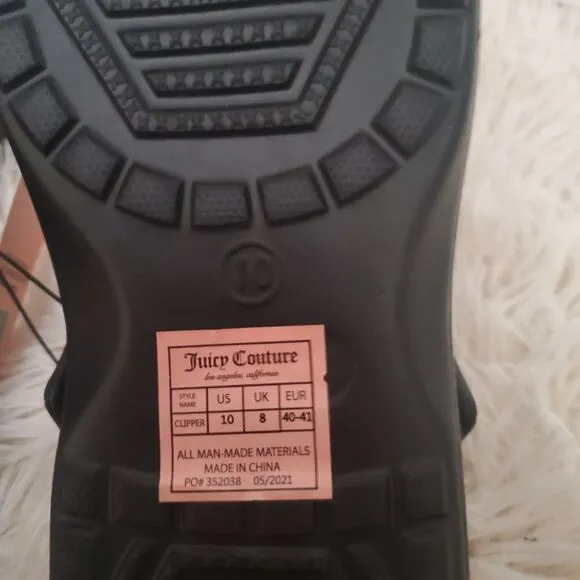 10
Juicy Couture
los angeles, california
STYLE NAME US UK EUR
CLIPPER 10 8 40-41
ALL MAN-MADE MATERIALS
MADE IN CHINA
PO# 352038 05/2021